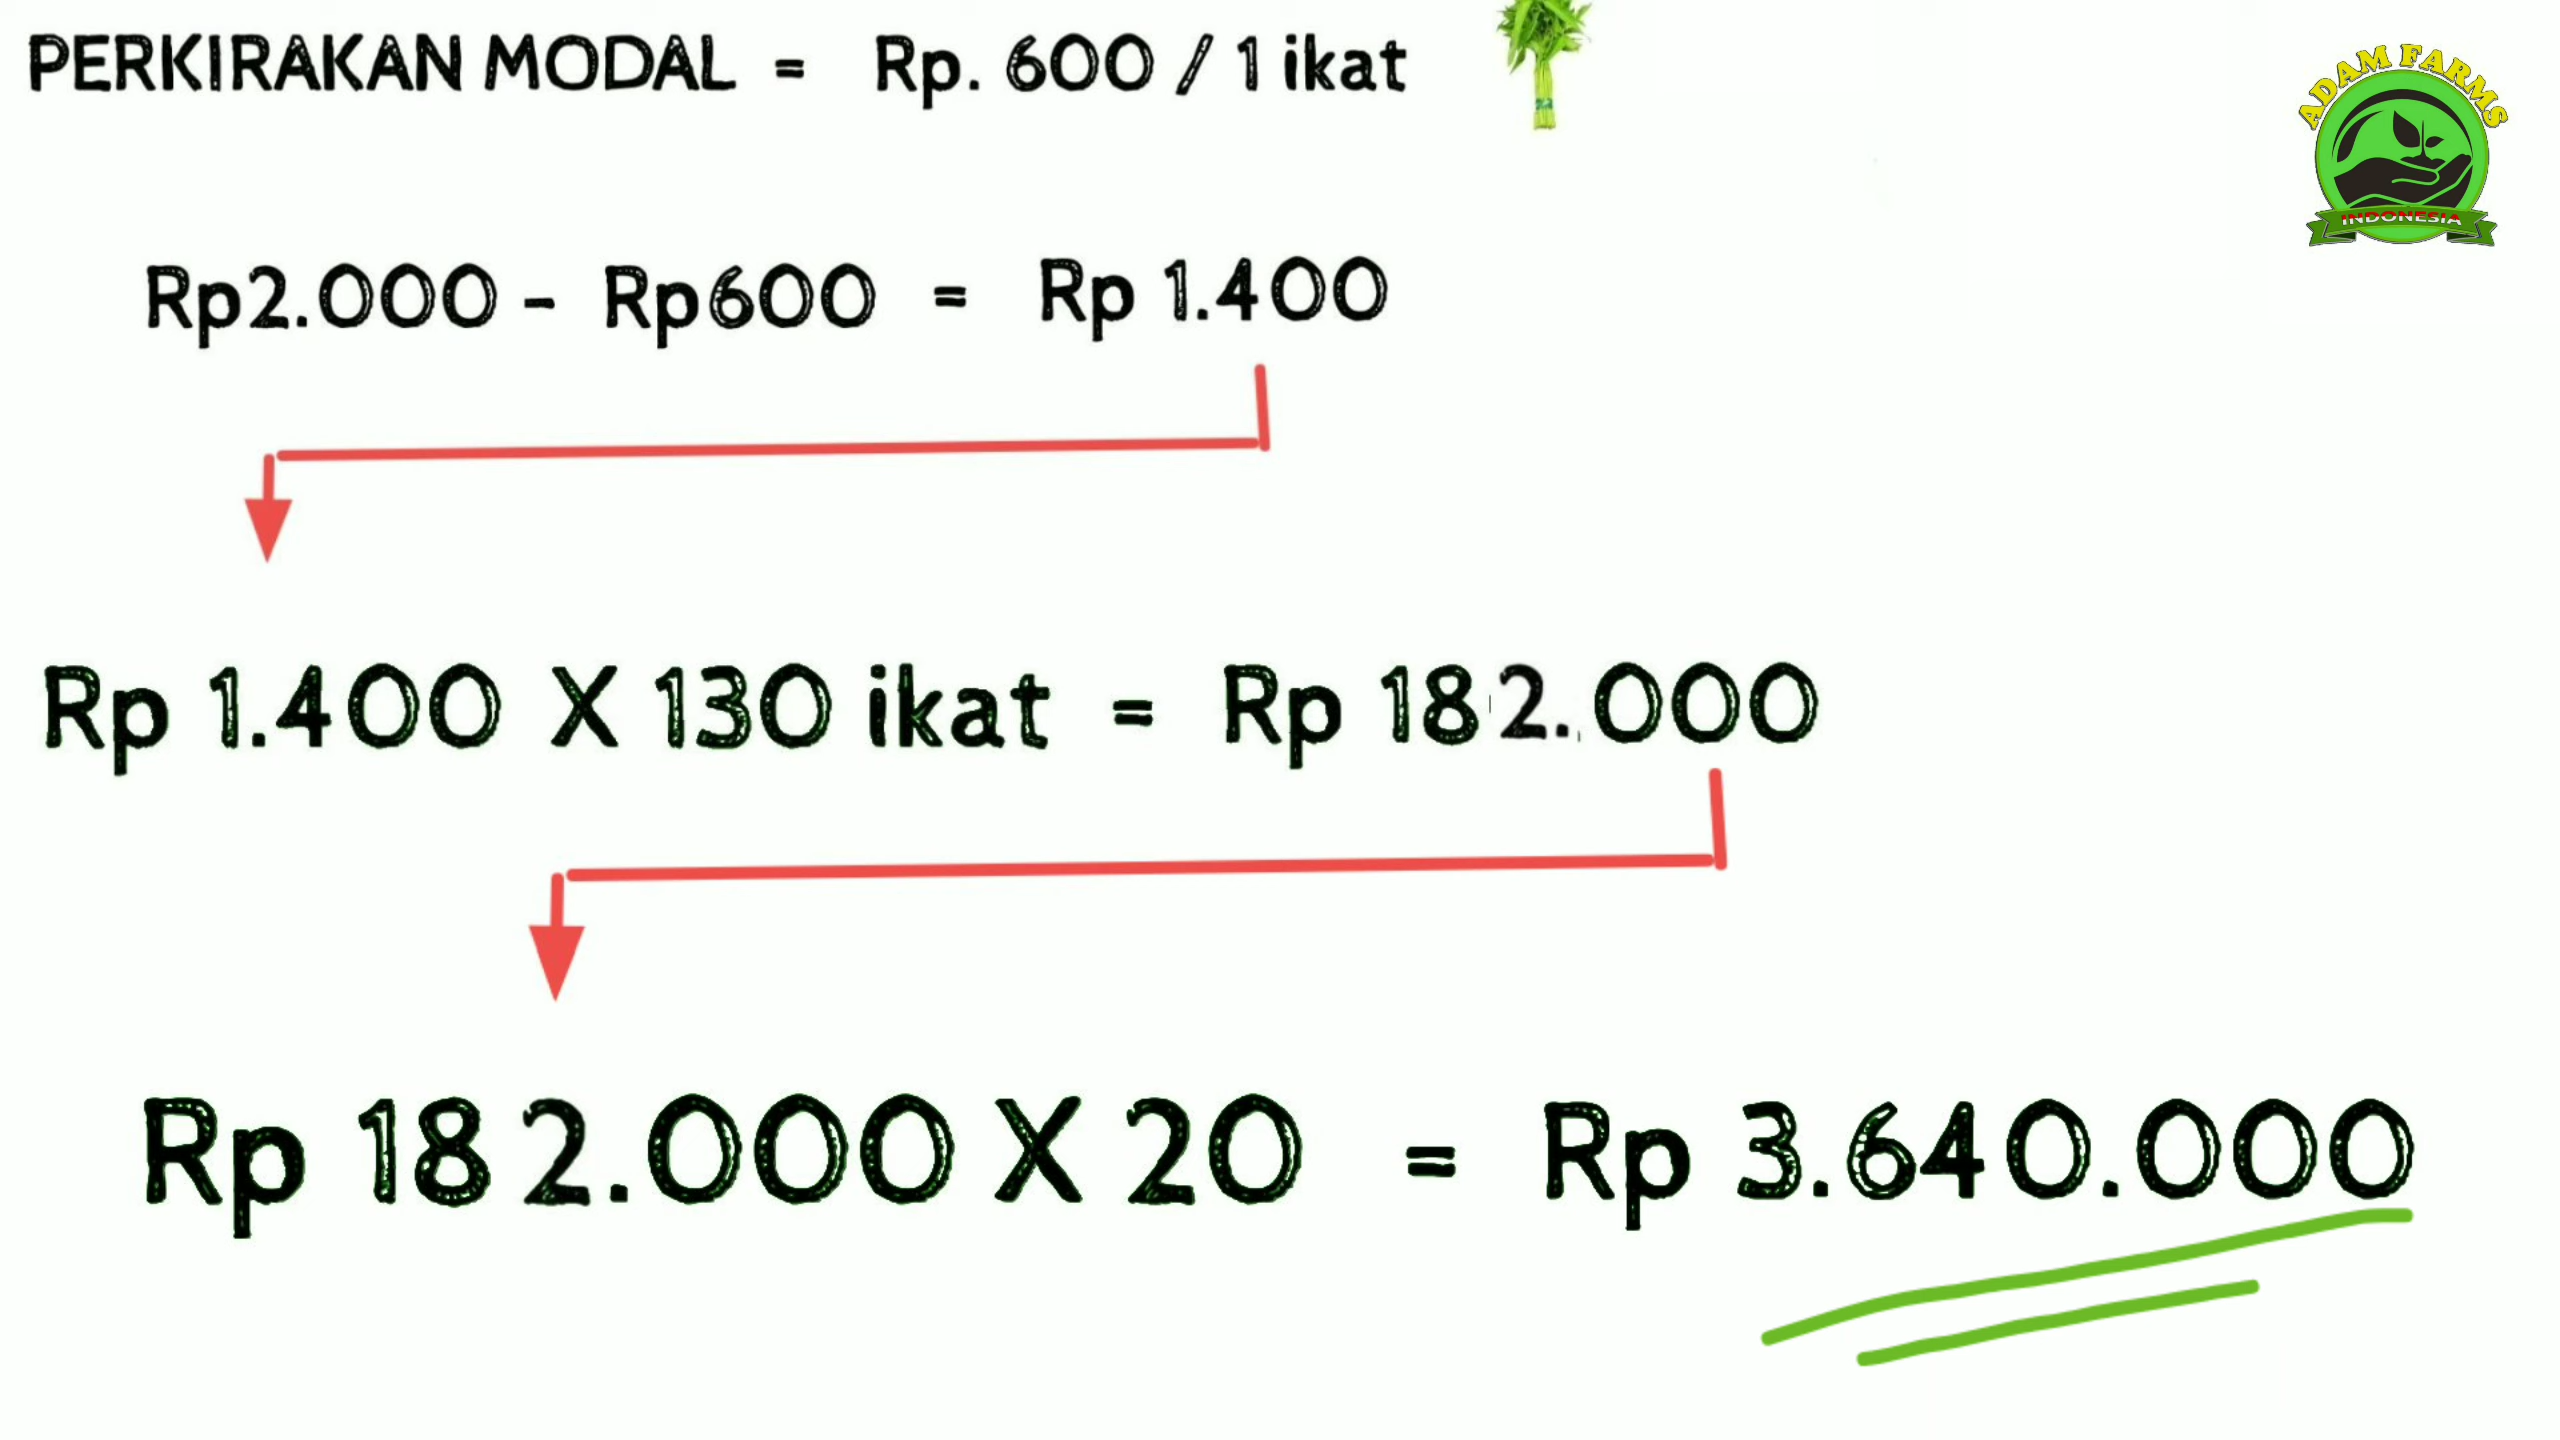 PERKIRAKAN MODAL = Rp. 600 / 1 ikat
ADAM FARMS
INDONESIA
Rp2.000 - Rp600 = Rp 1.400
Rp 1.400 X 130 ikat = Rp 182.000
Rp 182.000 X 20 = Rp 3.640.000